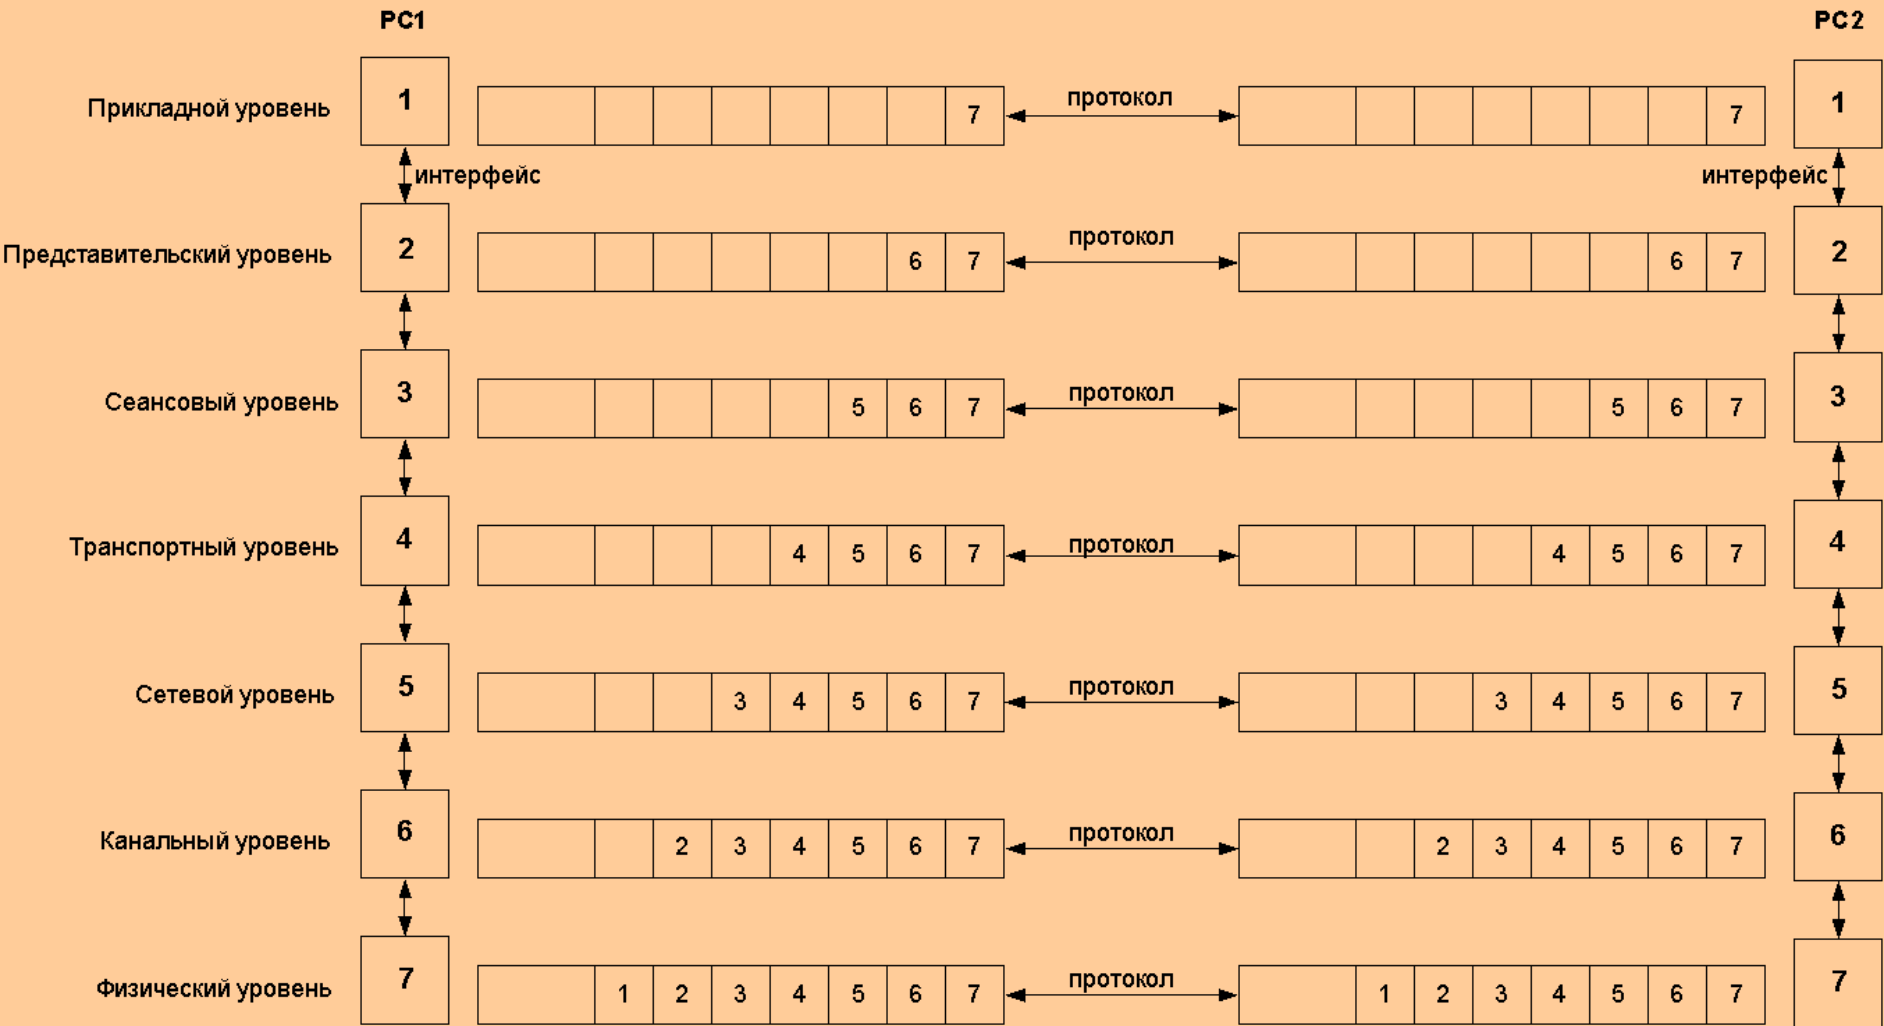 PC1 PC2
Прикладной уровень 1 7 протокол 7 1
интерфейс интерфейс
Представительский уровень 2 6 7 протокол 6 7 2
Сеансовый уровень 3 5 6 7 протокол 5 6 7 3
Транспортный уровень 4 4 5 6 7 протокол 4 5 6 7 4
Сетевой уровень 5 3 4 5 6 7 протокол 3 4 5 6 7 5
Канальный уровень 6 2 3 4 5 6 7 протокол 2 3 4 5 6 7 6
Физический уровень 7 1 2 3 4 5 6 7 протокол 1 2 3 4 5 6 7 7